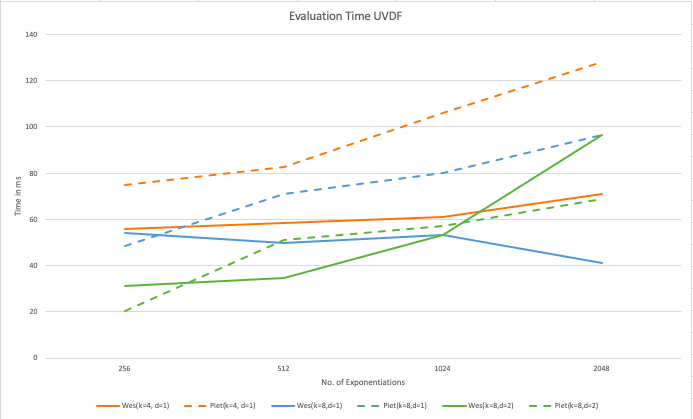 Evaluation Time UVDF
140
120
100
80
60
40
20
0
Time in ms
256 512 1024 2048
No. of Exponentiations
Wes(k=4, d=1) Piet(k=4, d=1) Wes(k=8,d=1) Piet(k=8,d=1) Wes(k=8,d=2) Piet(k=8,d=2)